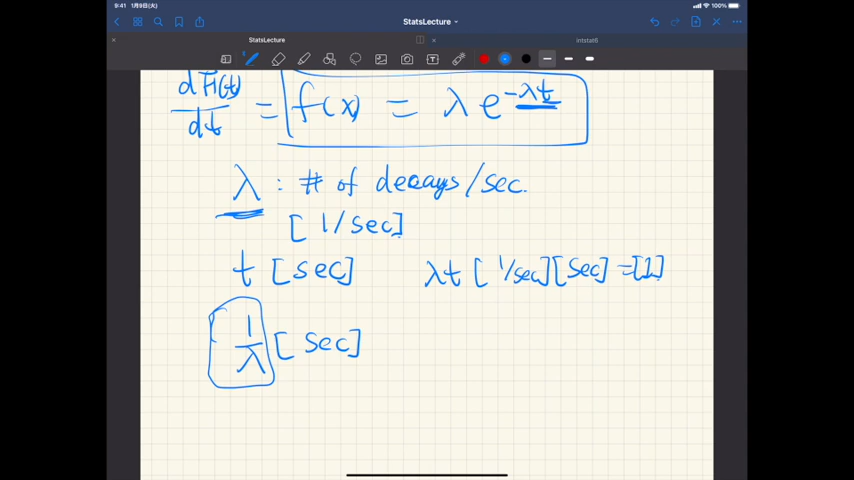 9:41 1月9日(火)
100%
StatsLecture
StatsLecture
intstat6
dF(t)/dt = f(x) = λ e^{-λt}
λ : # of decays/sec.
[ 1/sec]
t [sec]
λt [ 1/sec][sec] =[1]
1/λ [ sec]